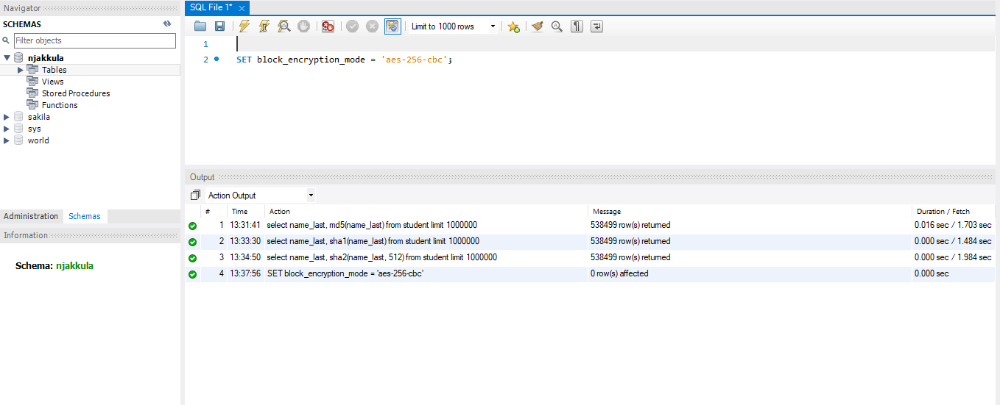 Navigator
SCHEMAS
Filter objects
njakkula
Tables
Views
Stored Procedures
Functions
sakila
sys
world
Administration Schemas
Information
Schema: njakkula
SQL File 1* ×
Limit to 1000 rows
1
2 SET block_encryption_mode = 'aes-256-cbc';
Output
Action Output
# Time Action Message Duration / Fetch
1 13:31:41 select name_last, md5(name_last) from student limit 1000000 538499 row(s) returned 0.016 sec / 1.703 sec
2 13:33:30 select name_last, sha1(name_last) from student limit 1000000 538499 row(s) returned 0.000 sec / 1.484 sec
3 13:34:50 select name_last, sha2(name_last, 512) from student limit 1000000 538499 row(s) returned 0.000 sec / 1.984 sec
4 13:37:56 SET block_encryption_mode = 'aes-256-cbc' 0 row(s) affected 0.000 sec